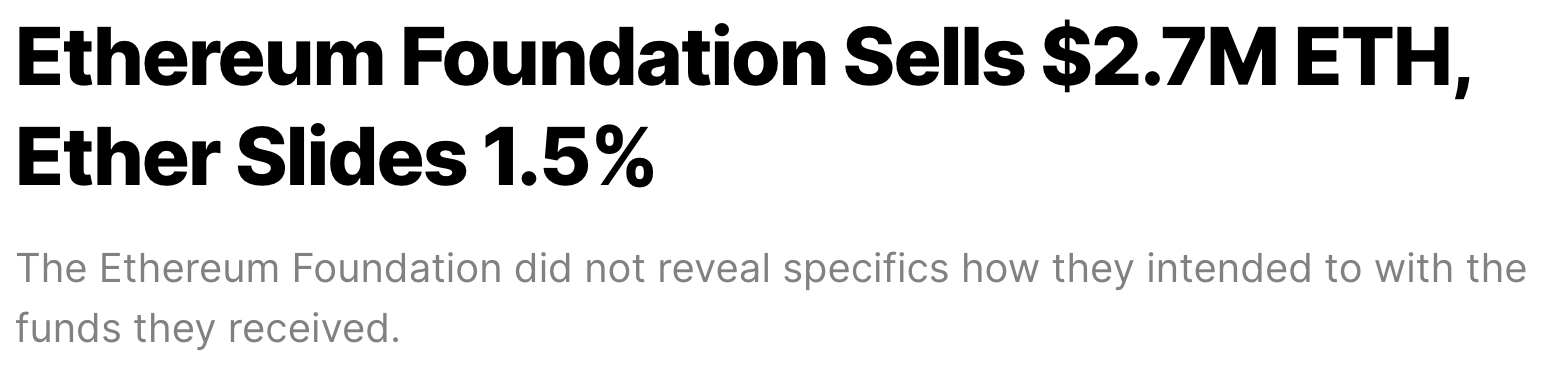 Ethereum Foundation Sells $2.7M ETH,
Ether Slides 1.5%
The Ethereum Foundation did not reveal specifics how they intended to with the
funds they received.